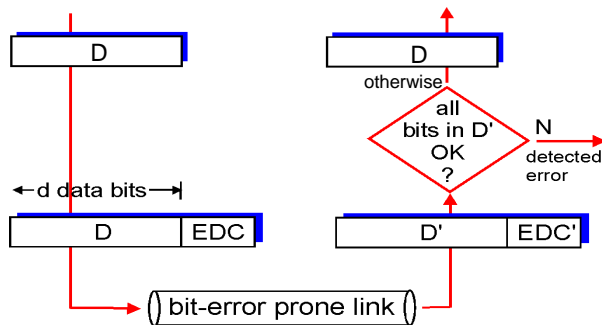 D
D
otherwise
all
bits in D'
OK
?
N
detected
error
d data bits
D
EDC
D'
EDC'
bit-error prone link